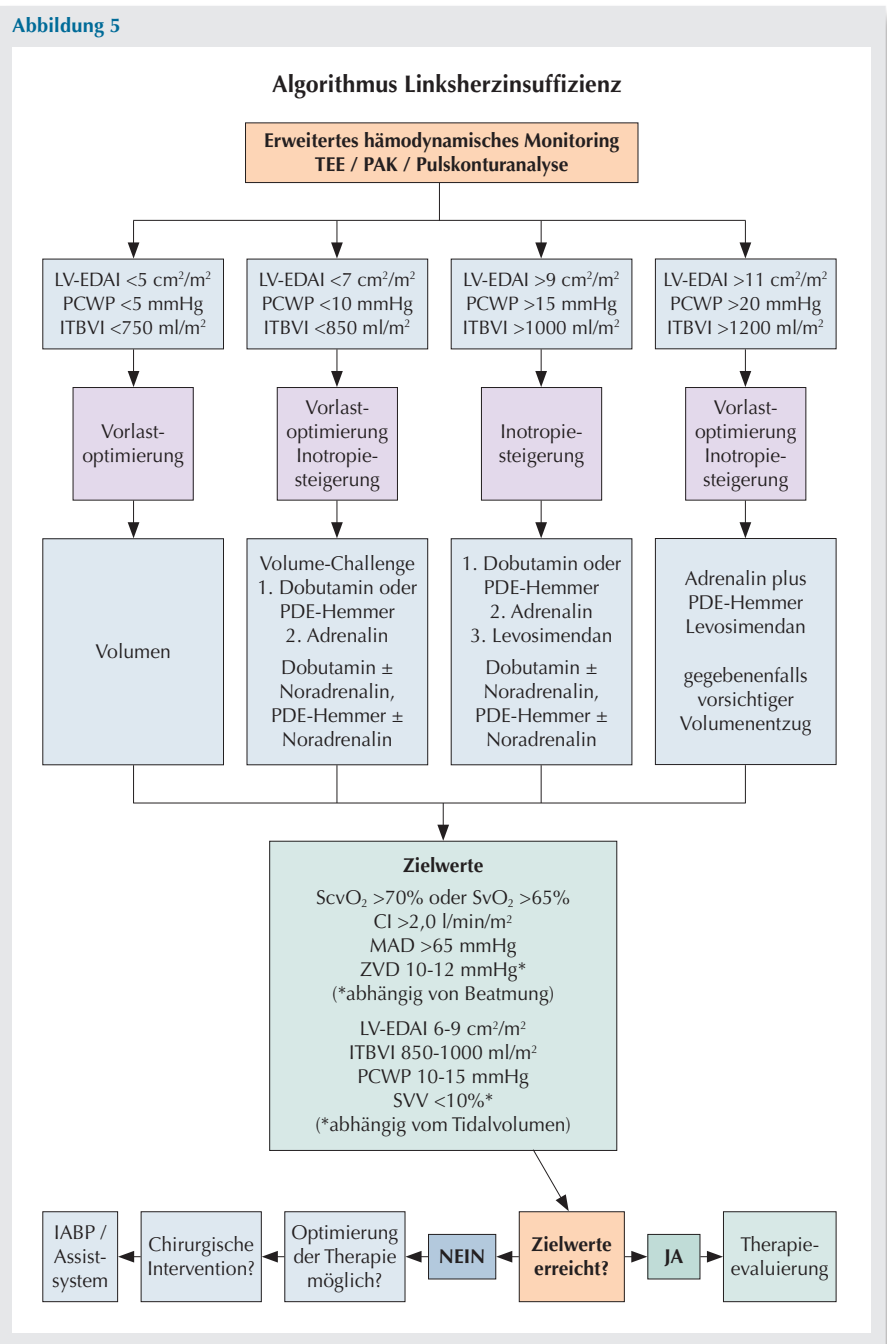 Abbildung 5
Algorithmus Linksherzinsuffizienz
Erweitertes hämodynamisches Monitoring
TEE / PAK / Pulskonturanalyse
LV-EDAI <5 cm²/m²
PCWP <5 mmHg
ITBVI <750 ml/m²
LV-EDAI <7 cm²/m²
PCWP <10 mmHg
ITBVI <850 ml/m²
LV-EDAI >9 cm²/m²
PCWP >15 mmHg
ITBVI >1000 ml/m²
LV-EDAI >11 cm²/m²
PCWP >20 mmHg
ITBVI >1200 ml/m²
Vorlast-
optimierung
Vorlast-
optimierung
Inotropie-
steigerung
Inotropie-
steigerung
Vorlast-
optimierung
Inotropie-
steigerung
Volumen
Volume-Challenge
1. Dobutamin oder
PDE-Hemmer
2. Adrenalin
Dobutamin ±
Noradrenalin,
PDE-Hemmer ±
Noradrenalin
1. Dobutamin oder
PDE-Hemmer
2. Adrenalin
3. Levosimendan
Dobutamin ±
Noradrenalin,
PDE-Hemmer ±
Noradrenalin
Adrenalin plus
PDE-Hemmer
Levosimendan
gegebenenfalls
vorsichtiger
Volumenentzug
Zielwerte
ScvO₂ >70% oder SvO₂ >65%
CI >2,0 l/min/m²
MAD >65 mmHg
ZVD 10-12 mmHg*
(*abhängig von Beatmung)
LV-EDAI 6-9 cm²/m²
ITBVI 850-1000 ml/m²
PCWP 10-15 mmHg
SVV <10%*
(*abhängig vom Tidalvolumen)
IABP /
Assist-
system
Chirurgische
Intervention?
Optimierung
der Therapie
möglich?
NEIN
Zielwerte
erreicht?
JA
Therapie-
evaluierung